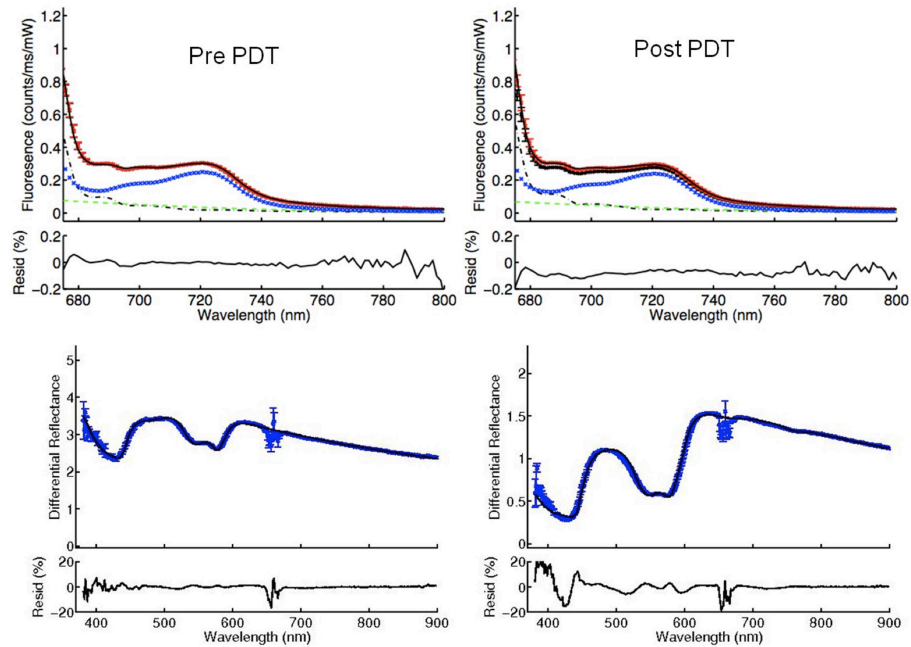 Pre PDT
Fluoresence (counts/ms/mW)
1.2
1
0.8
0.6
0.4
0.2
0
Resid (%)
0.2
0
−0.2
680 700 720 740 760 780 800
Wavelength (nm)
Post PDT
Fluoresence (counts/ms/mW)
1.2
1
0.8
0.6
0.4
0.2
0
Resid (%)
0.2
0
−0.2
680 700 720 740 760 780 800
Wavelength (nm)
Differential Reflectance
5
4
3
2
1
0
Resid (%)
20
0
−20
400 500 600 700 800 900
Wavelength (nm)
Differential Reflectance
2
1.5
1
0.5
0
Resid (%)
20
0
−20
400 500 600 700 800 900
Wavelength (nm)